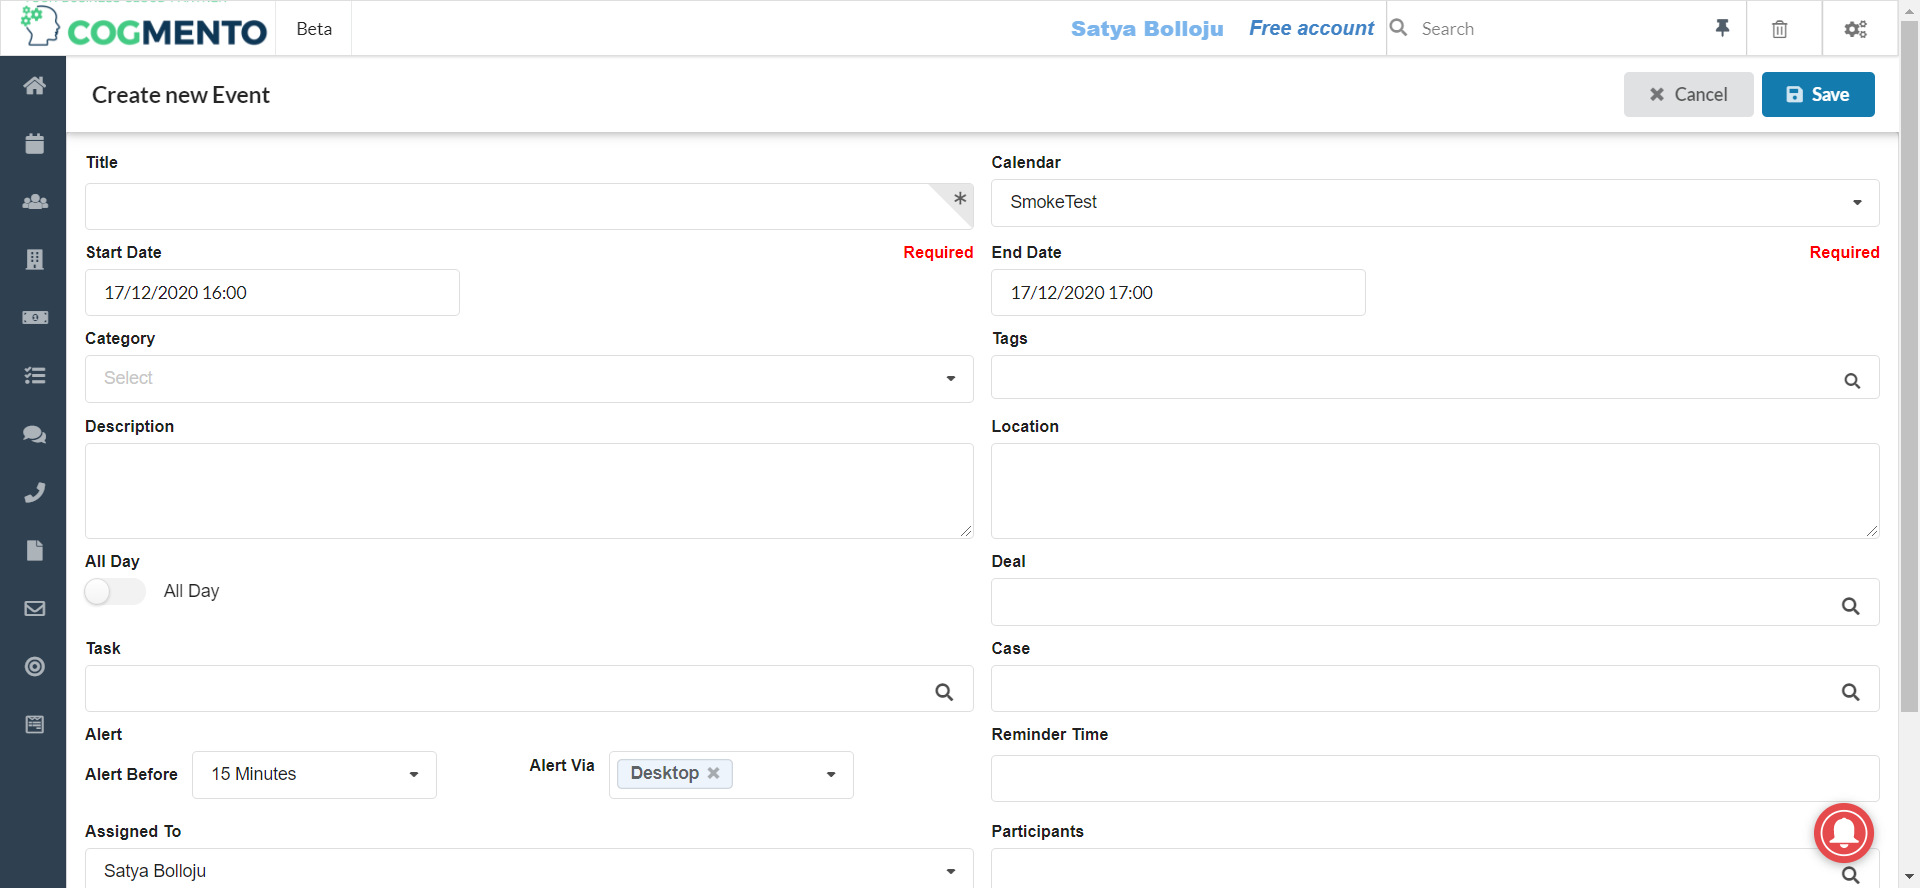 COGMENTO
Beta
Satya Bolloju
Free account
Search
Create new Event
Cancel
Save
Title
Calendar
*
SmokeTest
Start Date
Required
End Date
Required
17/12/2020 16:00
17/12/2020 17:00
Category
Tags
Select
Description
Location
All Day
Deal
All Day
Task
Case
Alert
Reminder Time
Alert Before
15 Minutes
Alert Via
Desktop
Assigned To
Participants
Satya Bolloju